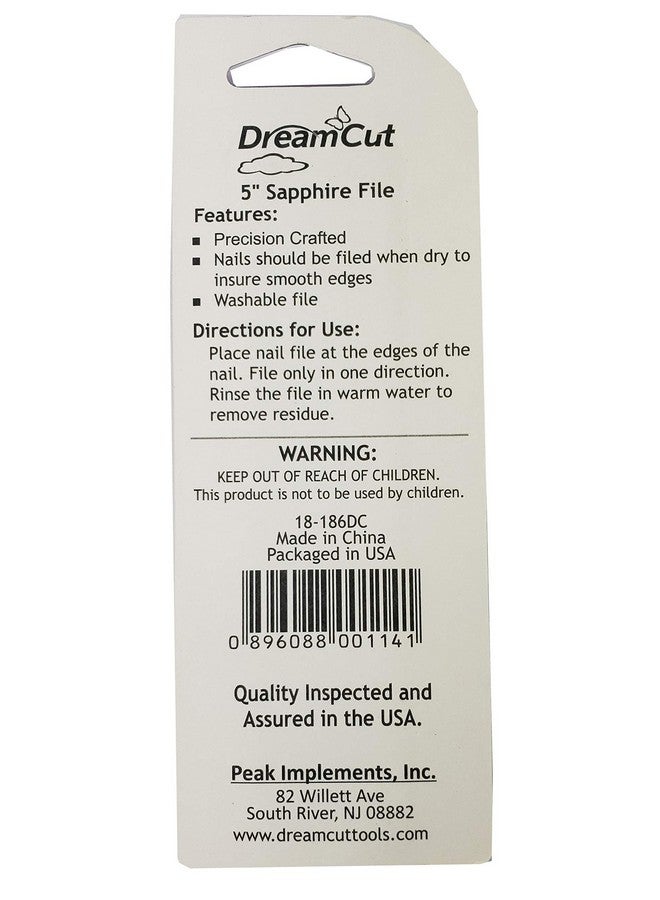 DreamCut
5" Sapphire File
Features:
▪ Precision Crafted
▪ Nails should be filed when dry to
insure smooth edges
▪ Washable file
Directions for Use:
Place nail file at the edges of the
nail. File only in one direction.
Rinse the file in warm water to
remove residue.
WARNING:
KEEP OUT OF REACH OF CHILDREN.
This product is not to be used by children.
18-186DC
Made in China
Packaged in USA
0 896088 001141
Quality Inspected and
Assured in the USA.
Peak Implements, Inc.
82 Willett Ave
South River, NJ 08882
www.dreamcuttools.com